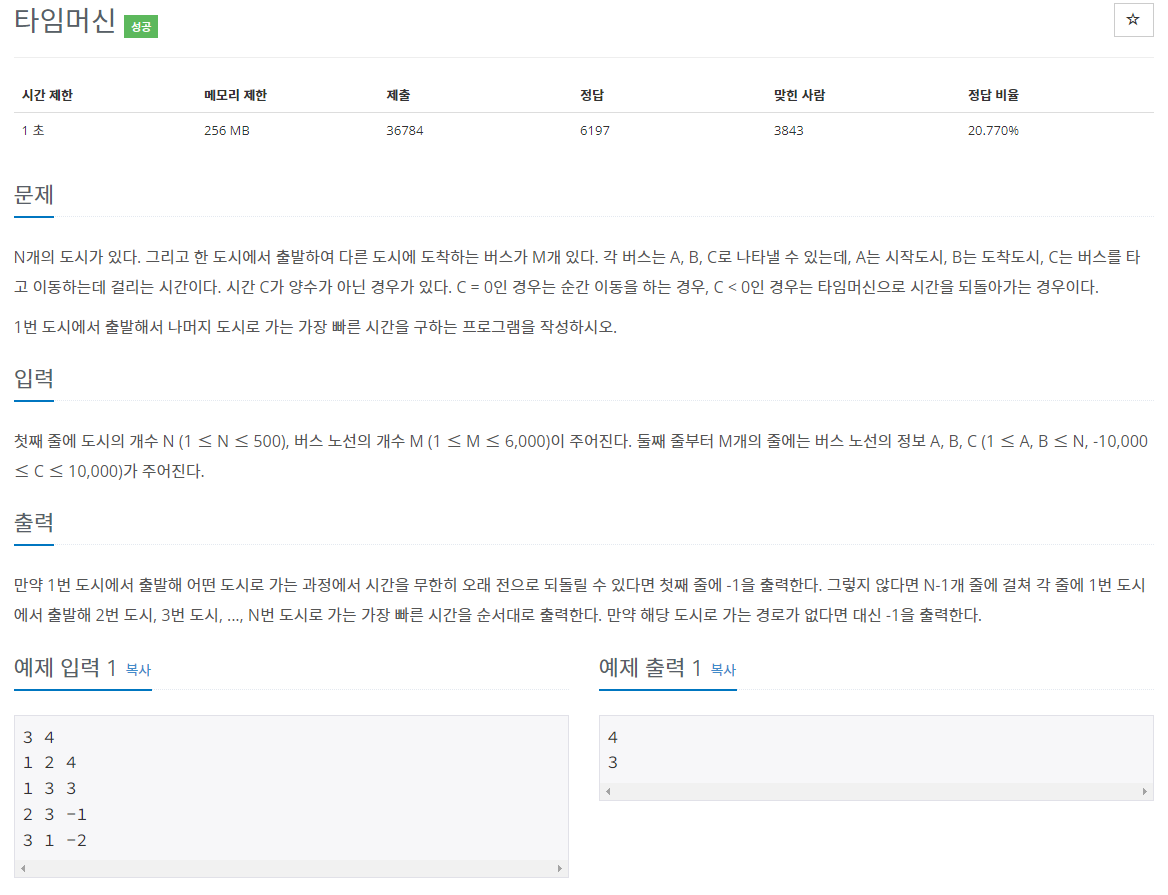 타임머신 성공
☆
시간 제한 메모리 제한 제출 정답 맞힌 사람 정답 비율
1 초 256 MB 36784 6197 3843 20.770%
문제
N개의 도시가 있다. 그리고 한 도시에서 출발하여 다른 도시에 도착하는 버스가 M개 있다. 각 버스는 A, B, C로 나타낼 수 있는데, A는 시작도시, B는 도착도시, C는 버스를 타
고 이동하는데 걸리는 시간이다. 시간 C가 양수가 아닌 경우가 있다. C = 0인 경우는 순간 이동을 하는 경우, C < 0인 경우는 타임머신으로 시간을 되돌아가는 경우이다.
1번 도시에서 출발해서 나머지 도시로 가는 가장 빠른 시간을 구하는 프로그램을 작성하시오.
입력
첫째 줄에 도시의 개수 N (1 ≤ N ≤ 500), 버스 노선의 개수 M (1 ≤ M ≤ 6,000)이 주어진다. 둘째 줄부터 M개의 줄에는 버스 노선의 정보 A, B, C (1 ≤ A, B ≤ N, -10,000
≤ C ≤ 10,000)가 주어진다.
출력
만약 1번 도시에서 출발해 어떤 도시로 가는 과정에서 시간을 무한히 오래 전으로 되돌릴 수 있다면 첫째 줄에 -1을 출력한다. 그렇지 않다면 N-1개 줄에 걸쳐 각 줄에 1번 도시
에서 출발해 2번 도시, 3번 도시, ..., N번 도시로 가는 가장 빠른 시간을 순서대로 출력한다. 만약 해당 도시로 가는 경로가 없다면 대신 -1을 출력한다.
예제 입력 1 복사
3 4
1 2 4
1 3 3
2 3 -1
3 1 -2
예제 출력 1 복사
4
3